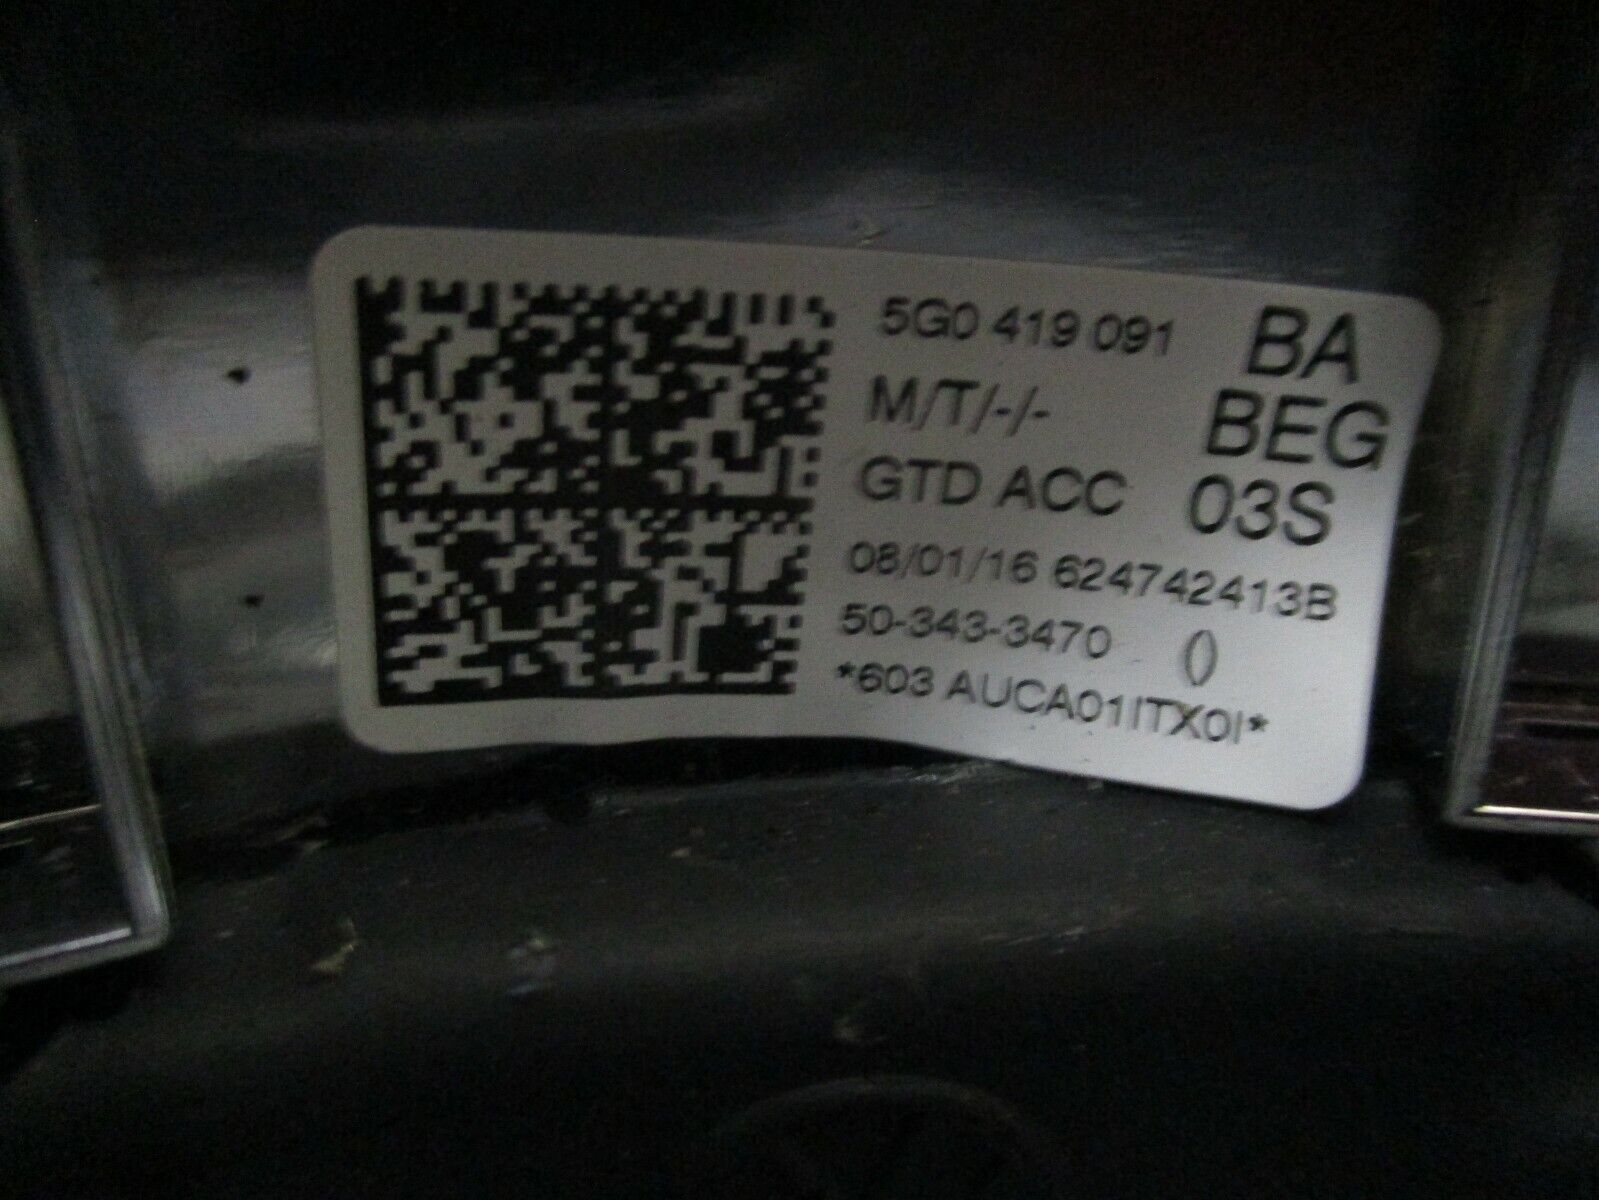 5G0 419 091 BA
M/T/-/- BEG
GTD ACC 03S
08/01/16 624742413B
50-343-3470 ()
*603 AUCA01ITX0I*